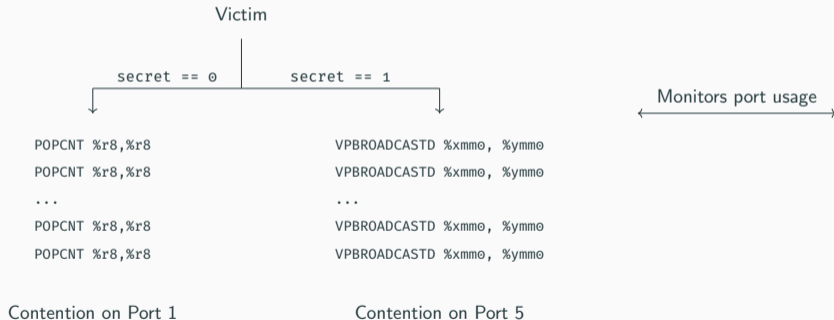 Victim
secret == 0
secret == 1
Monitors port usage
POPCNT %r8,%r8
POPCNT %r8,%r8
...
POPCNT %r8,%r8
POPCNT %r8,%r8
Contention on Port 1
VPBROADCASTD %xmm0, %ymm0
VPBROADCASTD %xmm0, %ymm0
...
VPBROADCASTD %xmm0, %ymm0
VPBROADCASTD %xmm0, %ymm0
Contention on Port 5